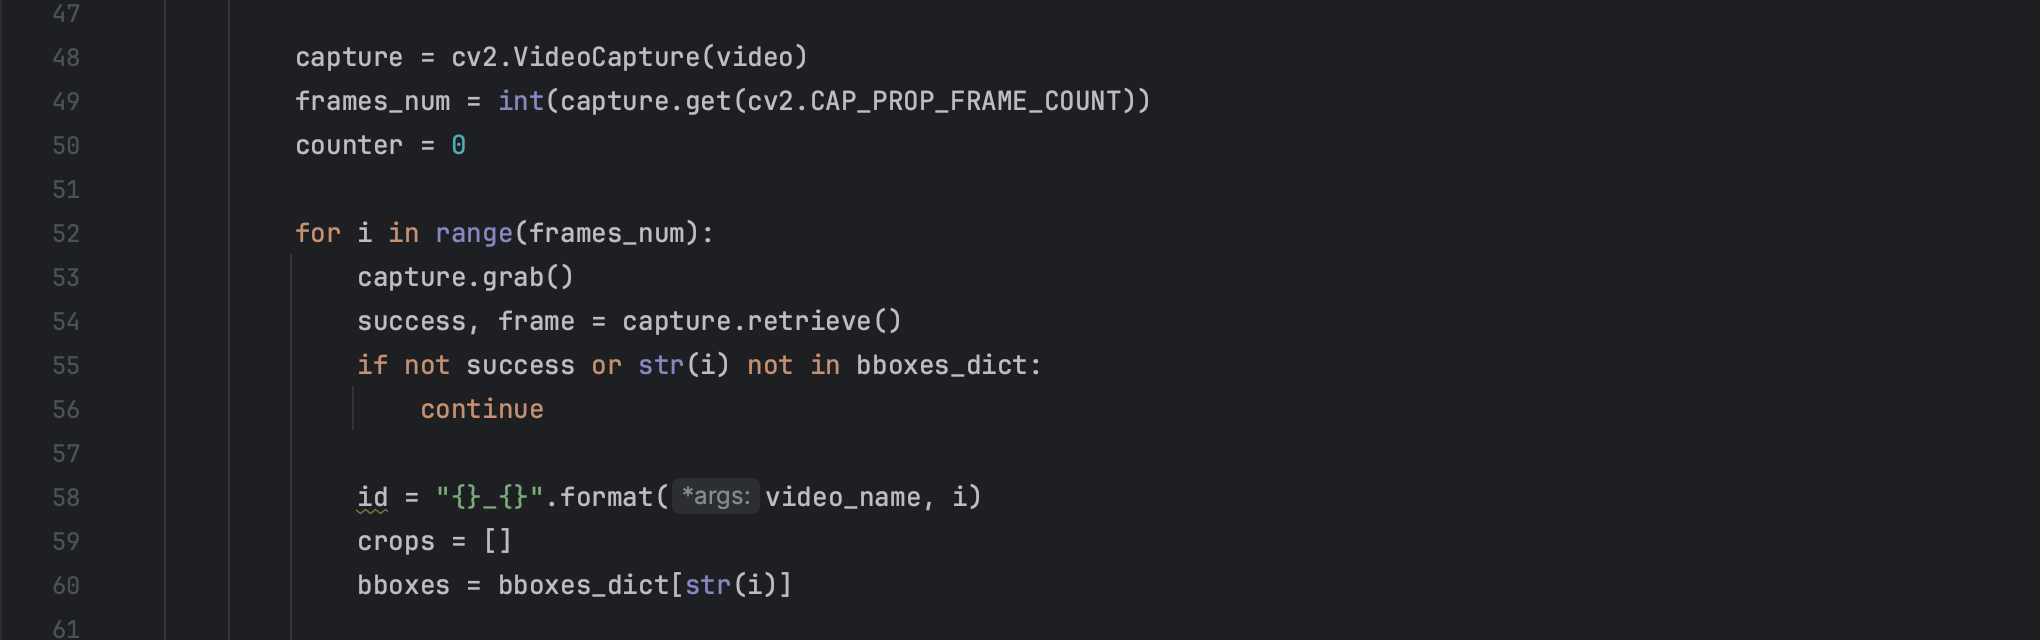 47
48 capture = cv2.VideoCapture(video)
49 frames_num = int(capture.get(cv2.CAP_PROP_FRAME_COUNT))
50 counter = 0
51
52 for i in range(frames_num):
53 capture.grab()
54 success, frame = capture.retrieve()
55 if not success or str(i) not in bboxes_dict:
56 continue
57
58 id = "{}_{}".format( *args: video_name, i)
59 crops = []
60 bboxes = bboxes_dict[str(i)]
61